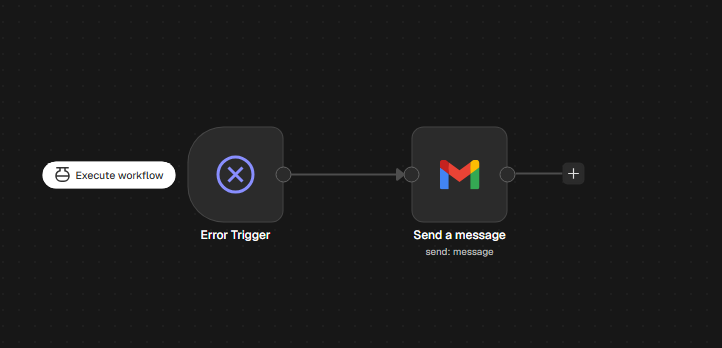 Execute workflow
Error Trigger
Send a message
send: message